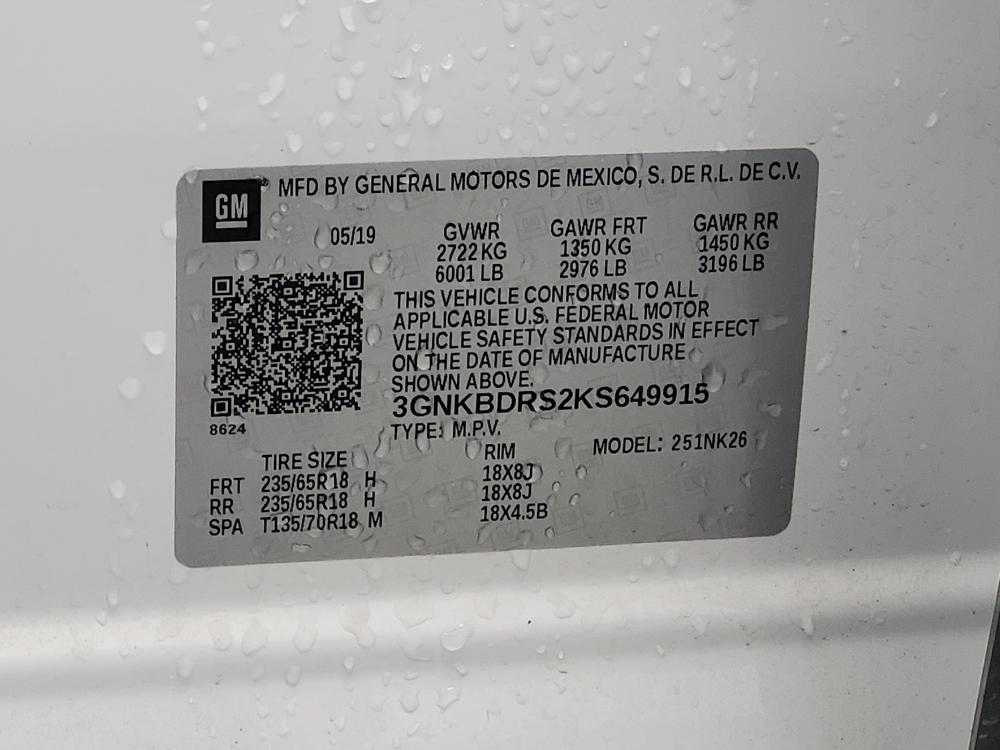 GM MFD BY GENERAL MOTORS DE MEXICO, S. DE R.L. DE C.V.
05/19 GVWR GAWR FRT GAWR RR
2722 KG 1350 KG 1450 KG
6001 LB 2976 LB 3196 LB
THIS VEHICLE CONFORMS TO ALL
APPLICABLE U.S. FEDERAL MOTOR
VEHICLE SAFETY STANDARDS IN EFFECT
ON THE DATE OF MANUFACTURE
SHOWN ABOVE.
3GNKBDRS2KS649915
8624
TYPE: M.P.V. MODEL: 251NK26
TIRE SIZE RIM
FRT 235/65R18 H 18X8J
RR 235/65R18 H 18X8J
SPA T135/70R18 M 18X4.5B